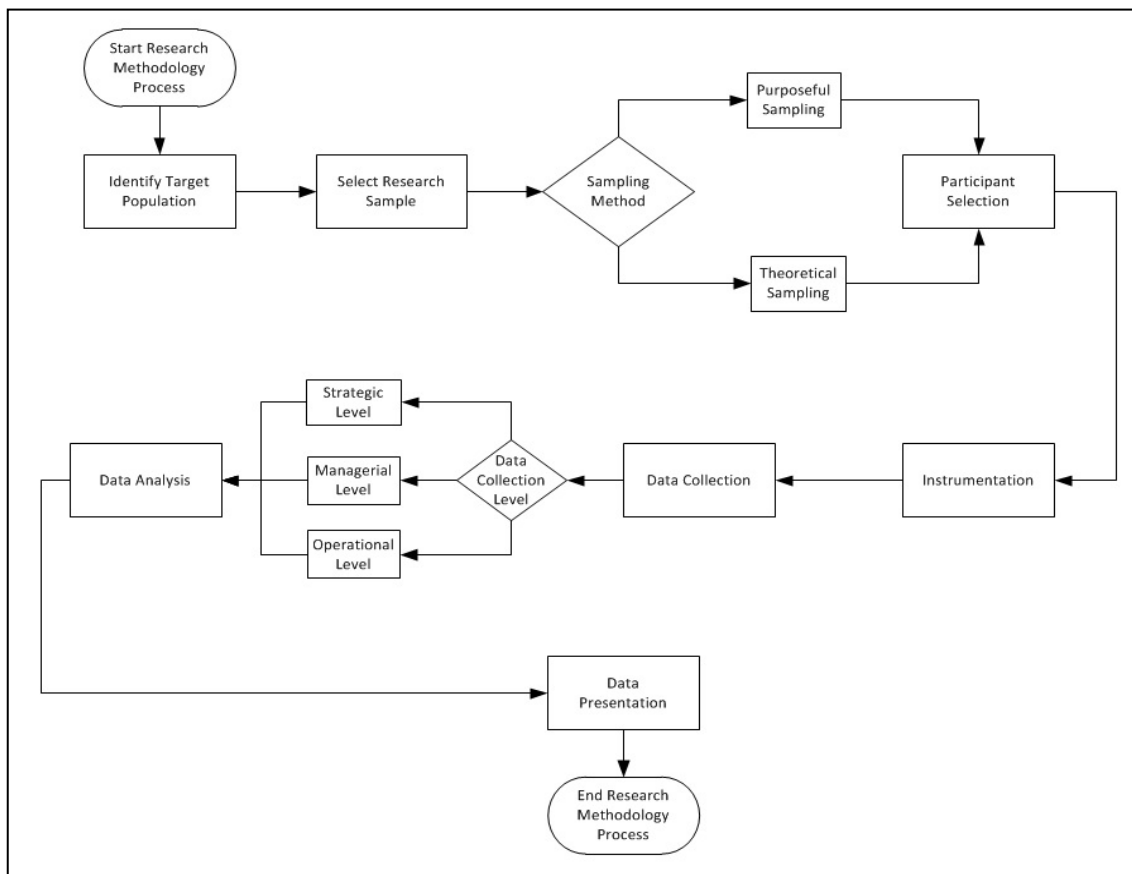 Start Research
Methodology
Process
Identify Target
Population
Select Research
Sample
Sampling
Method
Purposeful
Sampling
Theoretical
Sampling
Participant
Selection
Instrumentation
Data Collection
Data
Collection
Level
Strategic
Level
Managerial
Level
Operational
Level
Data Analysis
Data
Presentation
End Research
Methodology
Process